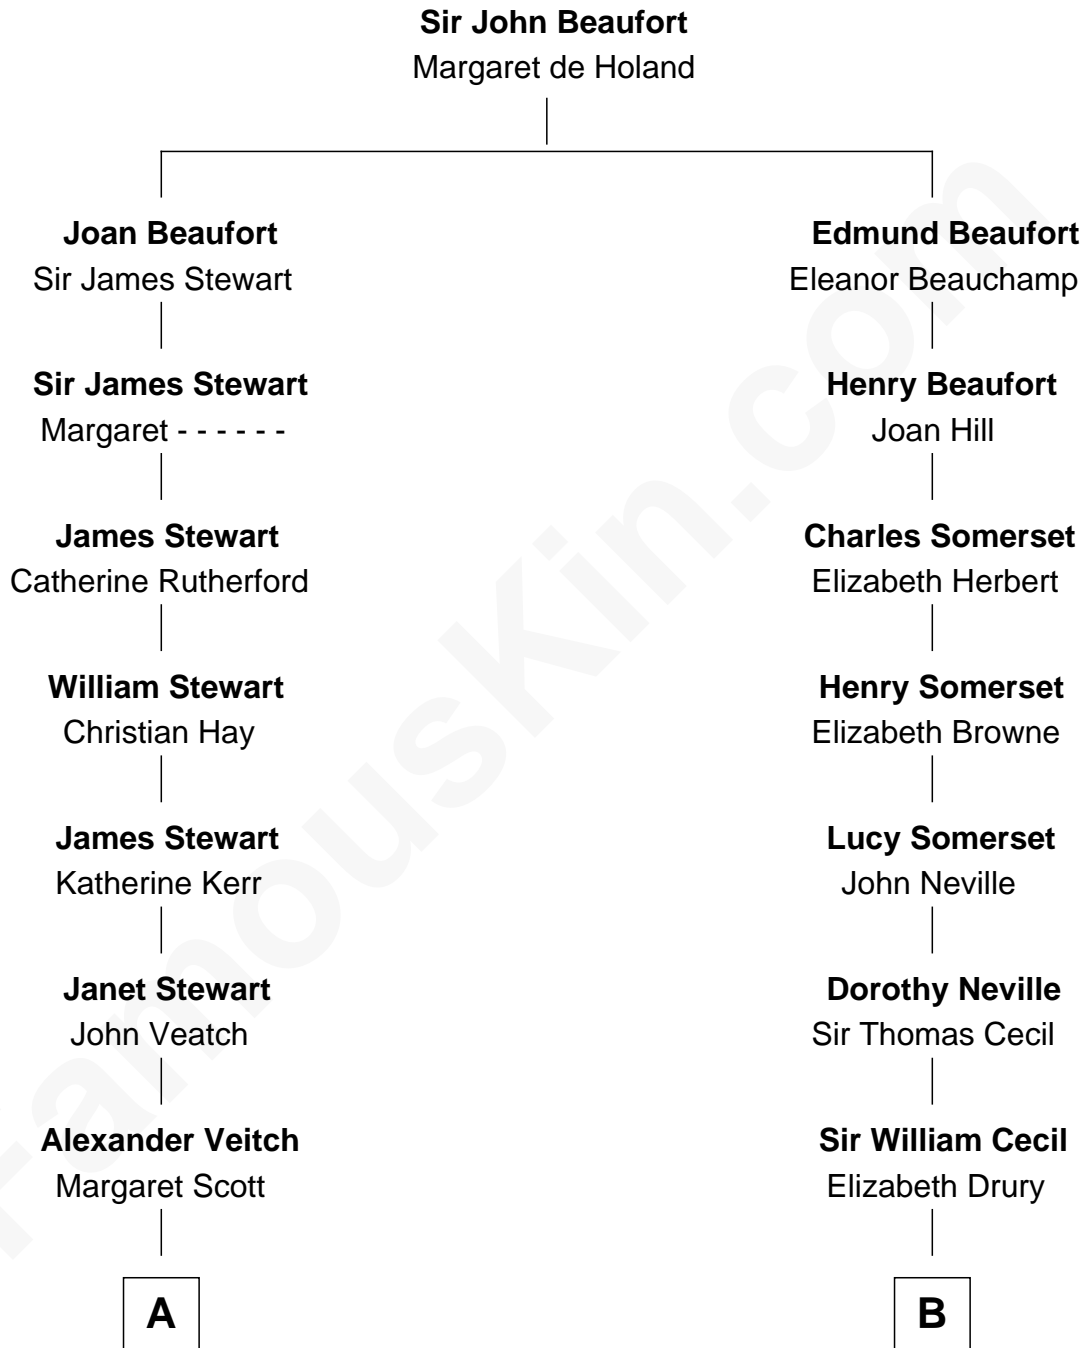 Sir John Beaufort
Margaret de Holand
Joan Beaufort
Sir James Stewart
Edmund Beaufort
Eleanor Beauchamp
Sir James Stewart
Margaret - - - - - -
Henry Beaufort
Joan Hill
James Stewart
Catherine Rutherford
Charles Somerset
Elizabeth Herbert
William Stewart
Christian Hay
Henry Somerset
Elizabeth Browne
James Stewart
Katherine Kerr
Lucy Somerset
John Neville
Janet Stewart
John Veatch
Dorothy Neville
Sir Thomas Cecil
Alexander Veitch
Margaret Scott
Sir William Cecil
Elizabeth Drury
A
B
FamousKin.com